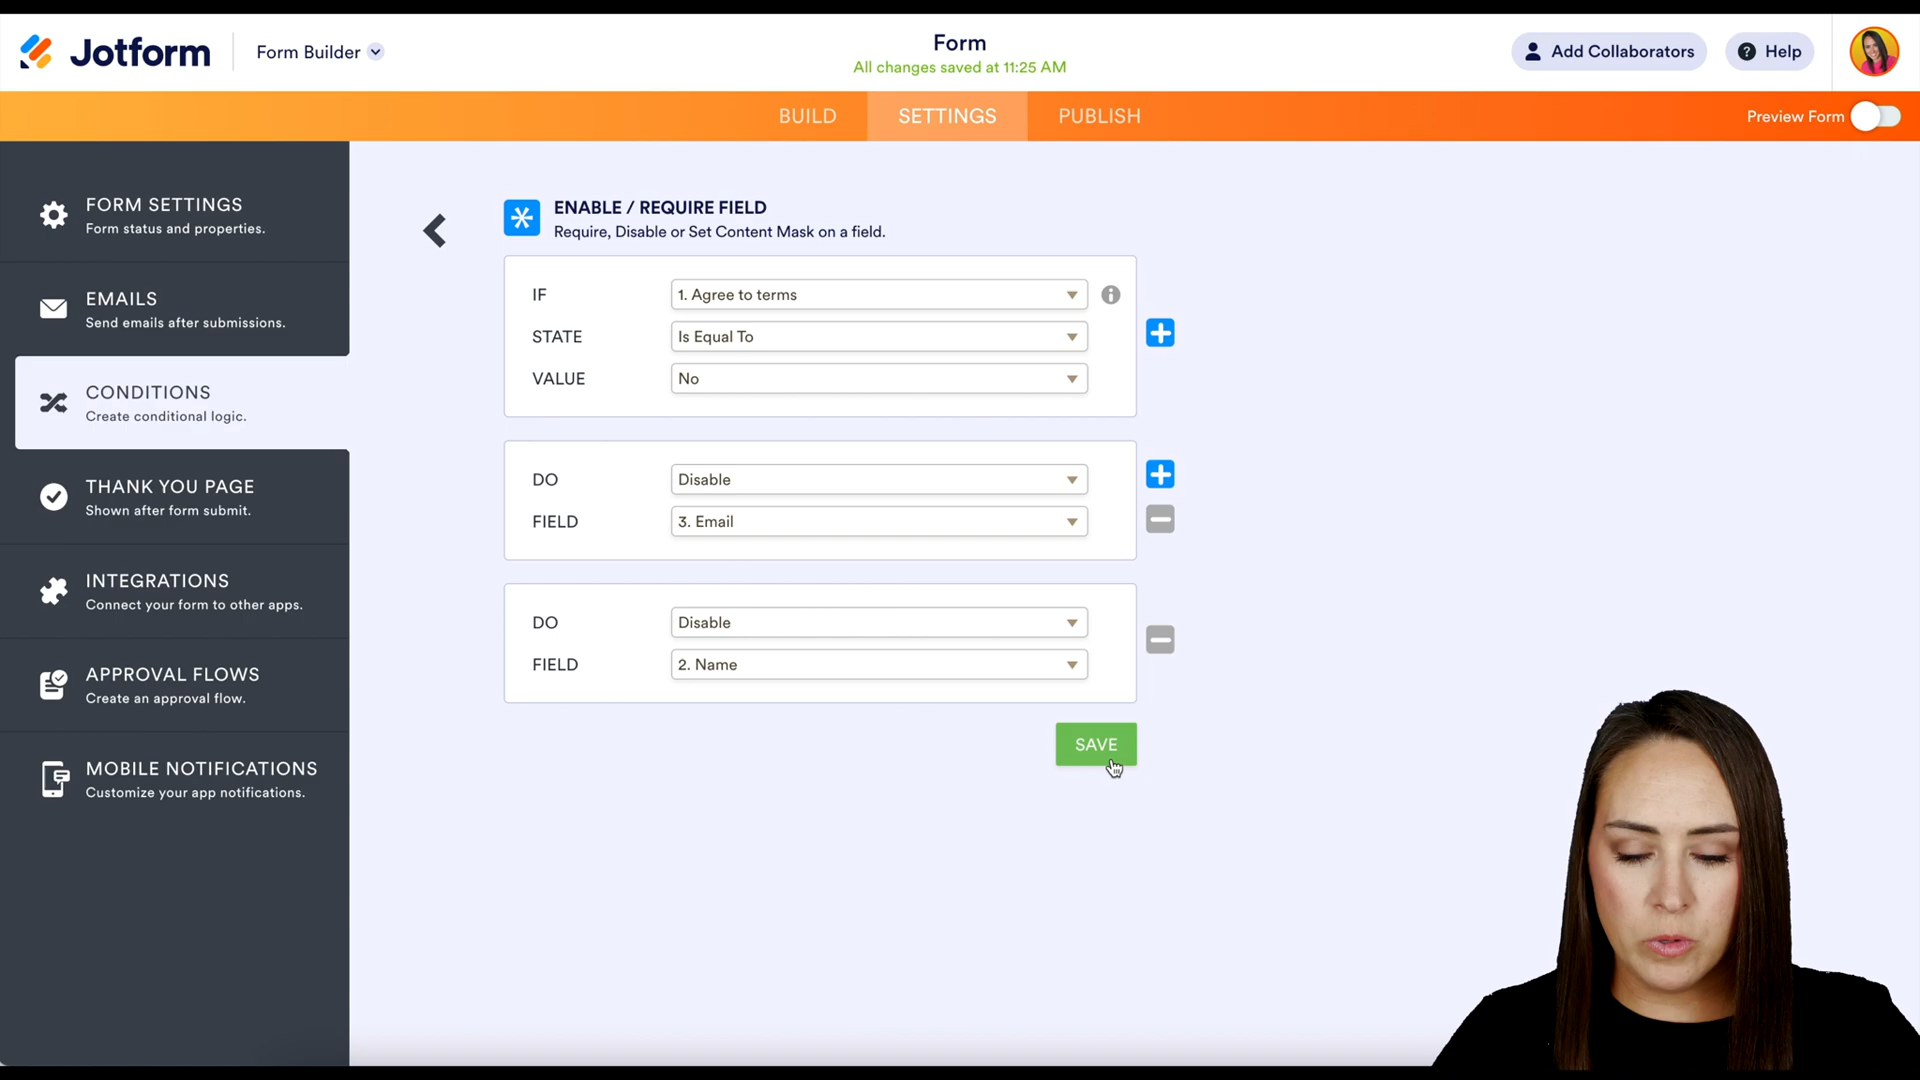 Jotform
Form Builder
Form
All changes saved at 11:25 AM
Add Collaborators
Help
BUILD
SETTINGS
PUBLISH
Preview Form
FORM SETTINGS
Form status and properties.
EMAILS
Send emails after submissions.
CONDITIONS
Create conditional logic.
THANK YOU PAGE
Shown after form submit.
INTEGRATIONS
Connect your form to other apps.
APPROVAL FLOWS
Create an approval flow.
MOBILE NOTIFICATIONS
Customize your app notifications.
ENABLE / REQUIRE FIELD
Require, Disable or Set Content Mask on a field.
IF 1. Agree to terms
STATE Is Equal To
VALUE No
DO Disable
FIELD 3. Email
DO Disable
FIELD 2. Name
SAVE